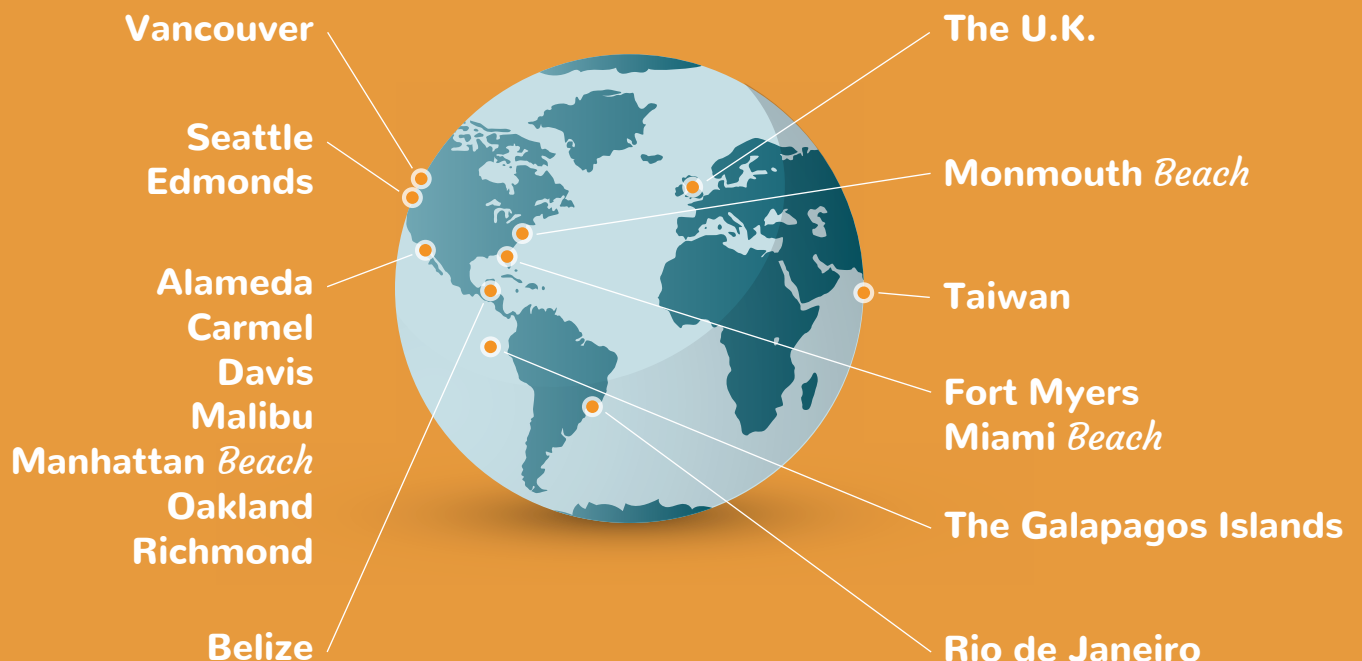 Vancouver
Seattle
Edmonds
Alameda
Carmel
Davis
Malibu
Manhattan Beach
Oakland
Richmond
Belize
The U.K.
Monmouth Beach
Taiwan
Fort Myers
Miami Beach
The Galapagos Islands
Rio de Janeiro